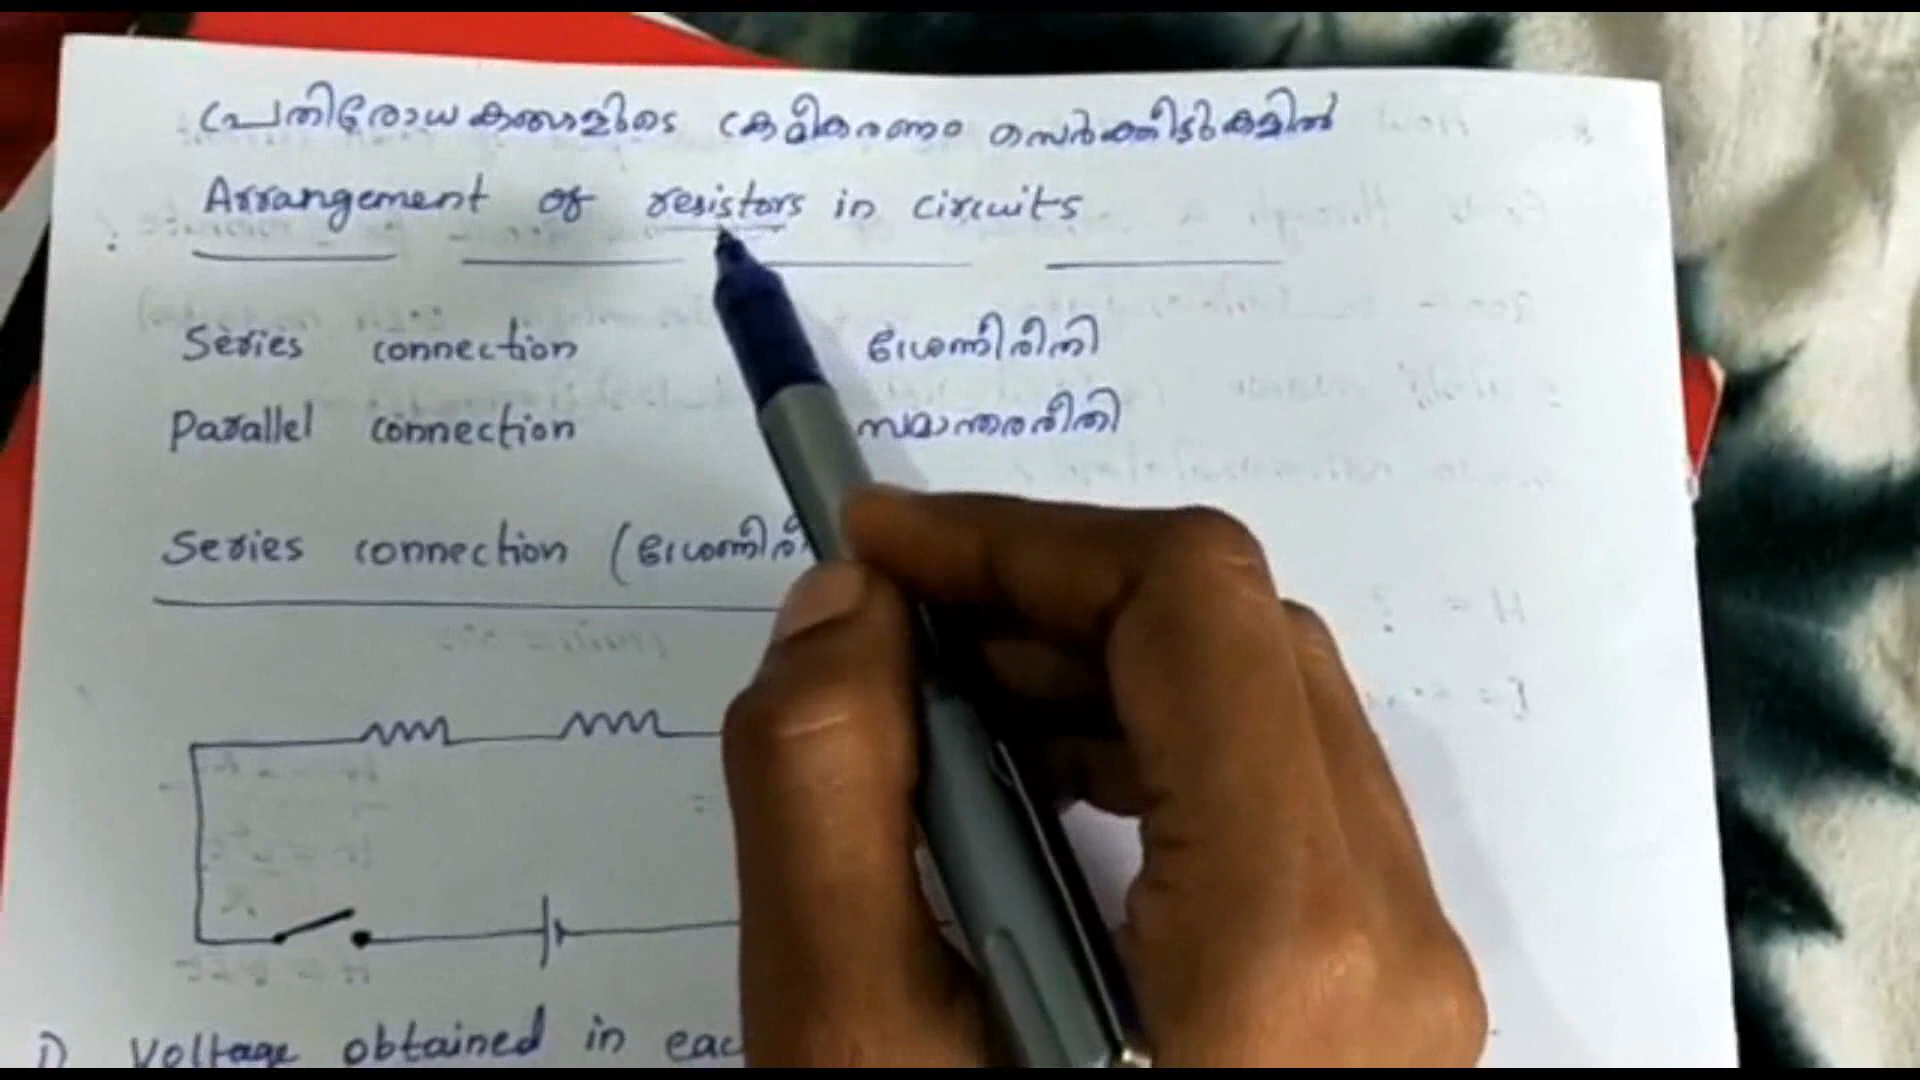 പ്രതിരോധകങ്ങളുടെ ക്രമീകരണം സെർക്കീട്ടുകളിൽ
Arrangement of resistors in circuits
Series connection ശ്രേണീരീതി
Parallel connection സമാന്തരരീതി
Series connection (ശ്രേണീരീ
1) Voltage obtained in eac